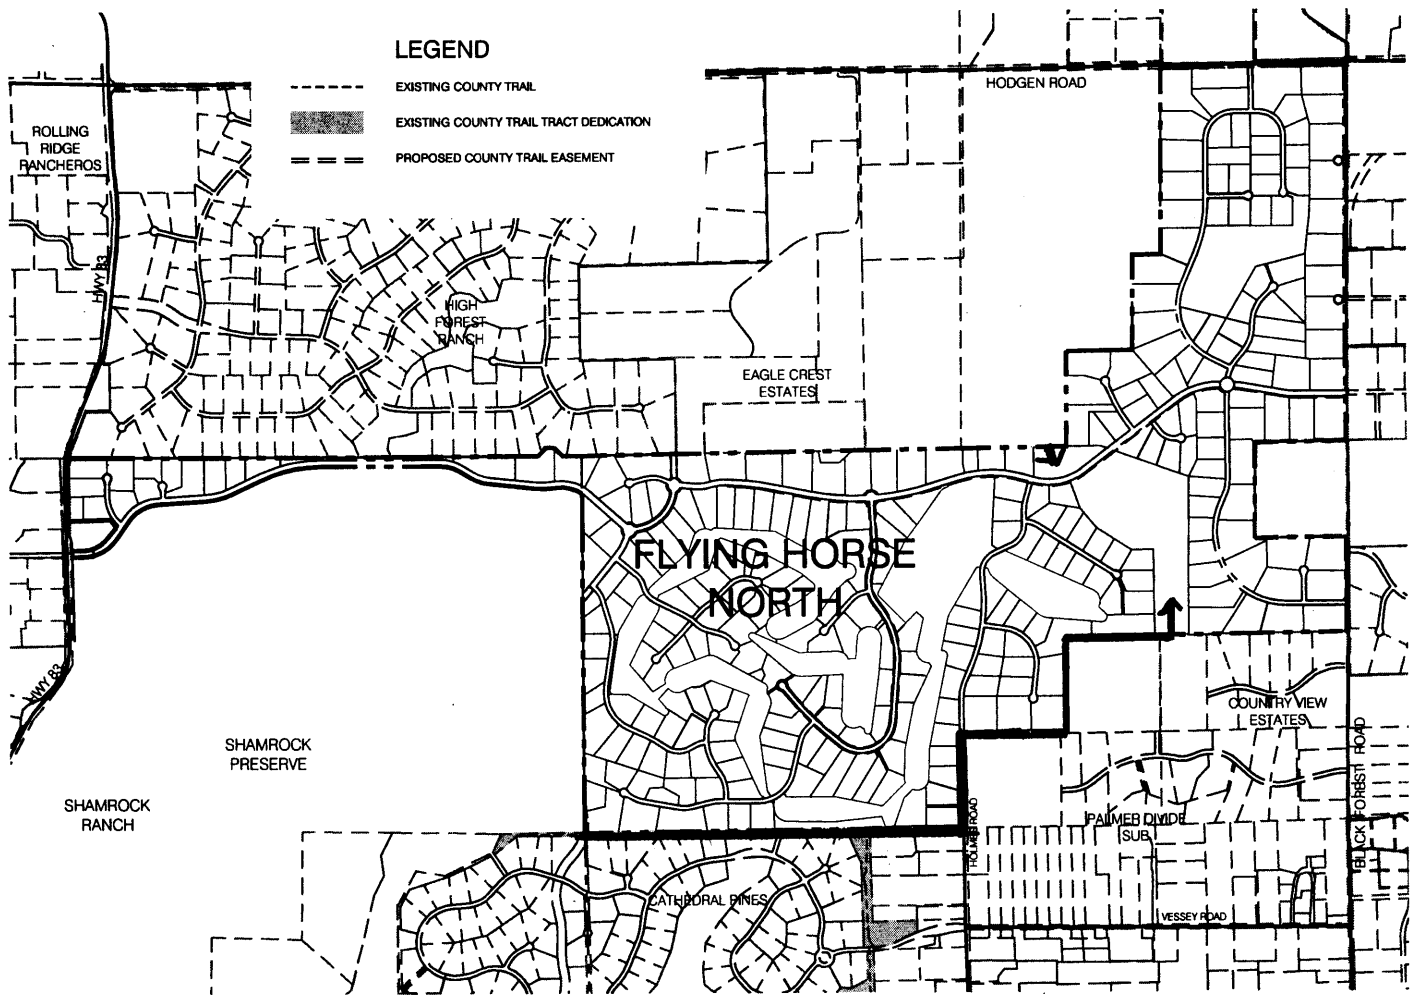 LEGEND
EXISTING COUNTY TRAIL
EXISTING COUNTY TRAIL TRACT DEDICATION
PROPOSED COUNTY TRAIL EASEMENT
HODGEN ROAD
ROLLING
RIDGE
RANCHEROS
HWY 83
HIGH
FOREST
RANCH
EAGLE CREST
ESTATES
FLYING HORSE
NORTH
HWY 83
COUNTRY VIEW
ESTATES
SHAMROCK
PRESERVE
SHAMROCK
RANCH
BLACK FOREST ROAD
HOLMES ROAD
PALMER DIVIDE
SUB
CATHEDRAL PINES
VESSEY ROAD